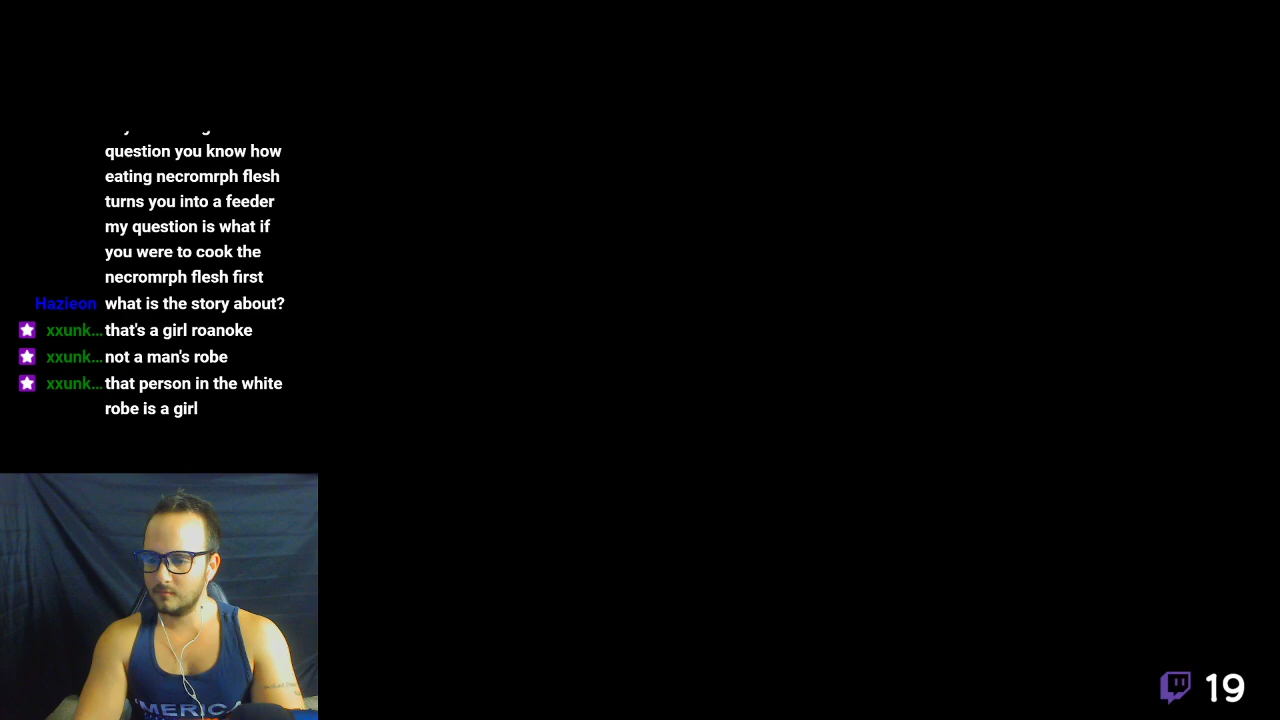 question you know how
eating necromrph flesh
turns you into a feeder
my question is what if
you were to cook the
necromrph flesh first
Hazieon what is the story about?
xxunk... that's a girl roanoke
xxunk... not a man's robe
xxunk... that person in the white
robe is a girl
MERICA
19